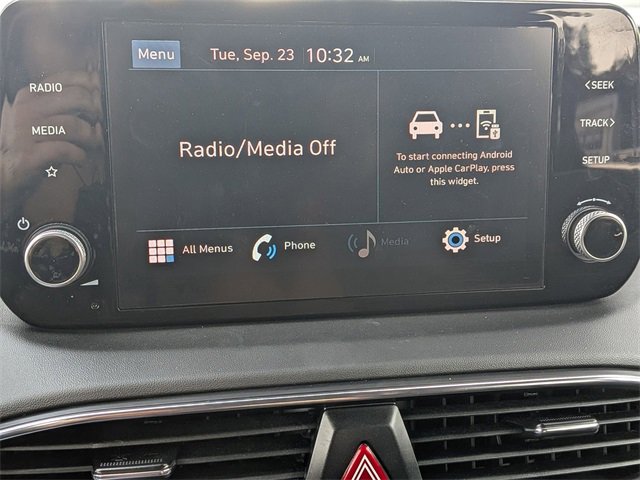 Menu
Tue, Sep. 23 10:32 AM
RADIO
MEDIA
Radio/Media Off
To start connecting Android
Auto or Apple CarPlay, press
this widget.
<SEEK
TRACK>
SETUP
All Menus
Phone
Media
Setup